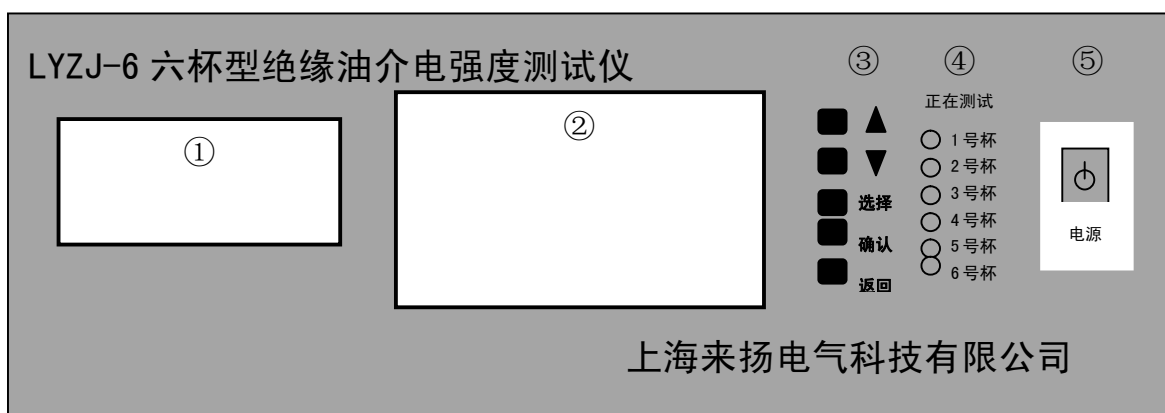 LYZJ-6 六杯型绝缘油介电强度测试仪
①
②
③
④
⑤
正在测试
▲
▼
选择
确认
返回
1号杯
2号杯
3号杯
4号杯
5号杯
6号杯
电源
上海来扬电气科技有限公司